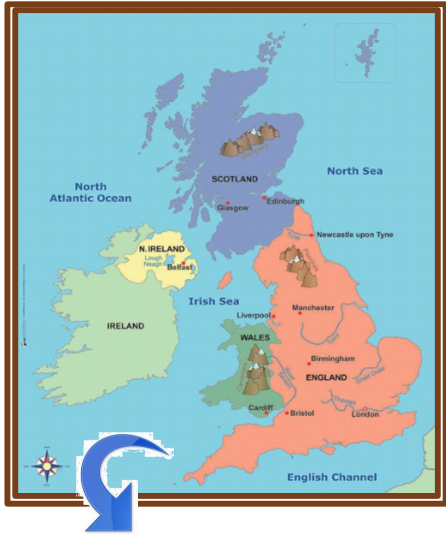 North Sea
North
Atlantic Ocean
SCOTLAND
Glasgow
Edinburgh
Newcastle upon Tyne
N. IRELAND
Lough
Neagh
Belfast
Irish Sea
IRELAND
Liverpool
Manchester
WALES
Birmingham
ENGLAND
Cardiff
Bristol
London
English Channel